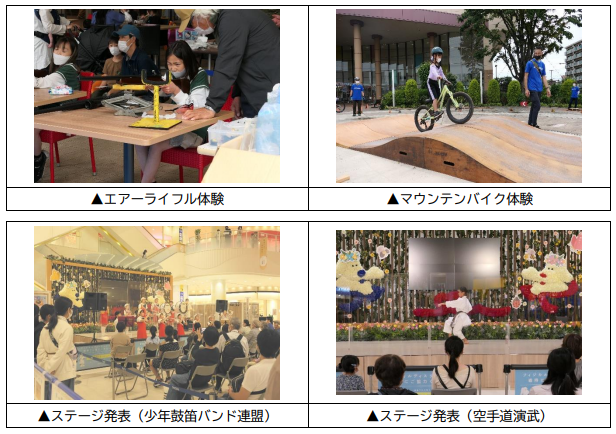 ▲エアーライフル体験
▲マウンテンバイク体験
▲ステージ発表（少年鼓笛バンド連盟）
▲ステージ発表（空手道演武）